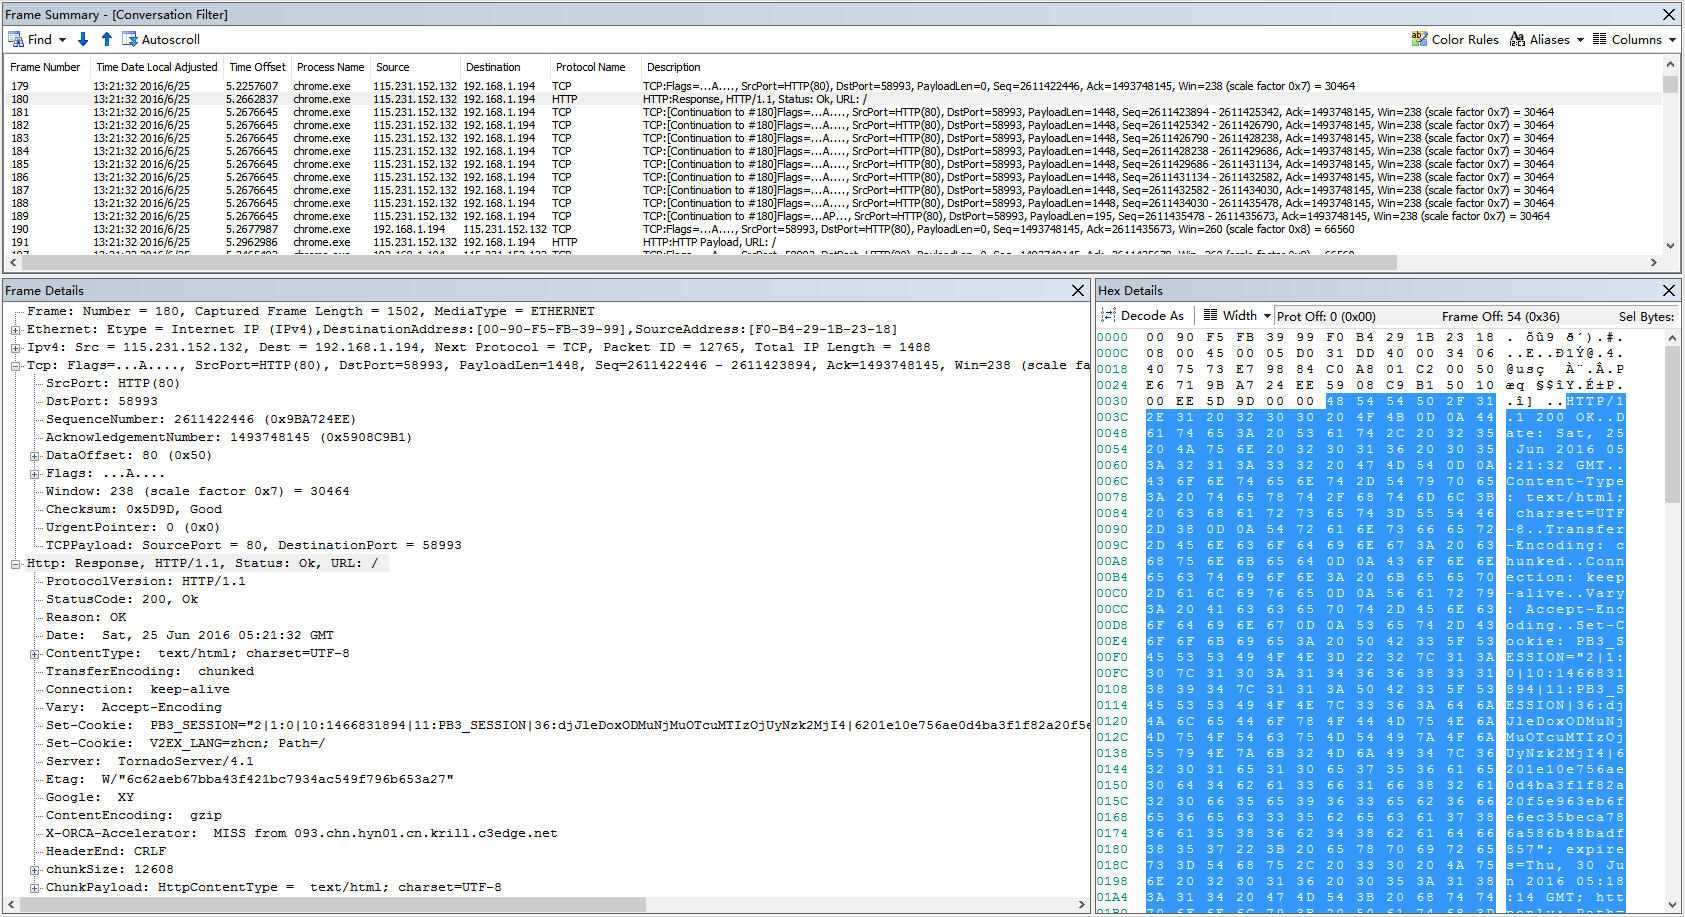 Frame Summary - [Conversation Filter]
Find Autoscroll Color Rules Aliases Columns
Frame Number Time Date Local Adjusted Time Offset Process Name Source Destination Protocol Name Description
179 13:21:32 2016/6/25 5.2257607 chrome.exe 115.231.152.132 192.168.1.194 TCP TCP:Flags=...A...., SrcPort=HTTP(80), DstPort=58993, PayloadLen=0, Seq=2611422446, Ack=1493748145, Win=238 (scale factor 0x7) = 30464
180 13:21:32 2016/6/25 5.2662837 chrome.exe 115.231.152.132 192.168.1.194 HTTP HTTP:Response, HTTP/1.1, Status: Ok, URL: /
181 13:21:32 2016/6/25 5.2676645 chrome.exe 115.231.152.132 192.168.1.194 TCP TCP:[Continuation to #180]Flags=...A...., SrcPort=HTTP(80), DstPort=58993, PayloadLen=1448, Seq=2611423894 - 2611425342, Ack=1493748145, Win=238 (scale factor 0x7) = 30464
182 13:21:32 2016/6/25 5.2676645 chrome.exe 115.231.152.132 192.168.1.194 TCP TCP:[Continuation to #180]Flags=...A...., SrcPort=HTTP(80), DstPort=58993, PayloadLen=1448, Seq=2611425342 - 2611426790, Ack=1493748145, Win=238 (scale factor 0x7) = 30464
183 13:21:32 2016/6/25 5.2676645 chrome.exe 115.231.152.132 192.168.1.194 TCP TCP:[Continuation to #180]Flags=...A...., SrcPort=HTTP(80), DstPort=58993, PayloadLen=1448, Seq=2611426790 - 2611428238, Ack=1493748145, Win=238 (scale factor 0x7) = 30464
184 13:21:32 2016/6/25 5.2676645 chrome.exe 115.231.152.132 192.168.1.194 TCP TCP:[Continuation to #180]Flags=...A...., SrcPort=HTTP(80), DstPort=58993, PayloadLen=1448, Seq=2611428238 - 2611429686, Ack=1493748145, Win=238 (scale factor 0x7) = 30464
185 13:21:32 2016/6/25 5.2676645 chrome.exe 115.231.152.132 192.168.1.194 TCP TCP:[Continuation to #180]Flags=...A...., SrcPort=HTTP(80), DstPort=58993, PayloadLen=1448, Seq=2611429686 - 2611431134, Ack=1493748145, Win=238 (scale factor 0x7) = 30464
186 13:21:32 2016/6/25 5.2676645 chrome.exe 115.231.152.132 192.168.1.194 TCP TCP:[Continuation to #180]Flags=...A...., SrcPort=HTTP(80), DstPort=58993, PayloadLen=1448, Seq=2611431134 - 2611432582, Ack=1493748145, Win=238 (scale factor 0x7) = 30464
187 13:21:32 2016/6/25 5.2676645 chrome.exe 115.231.152.132 192.168.1.194 TCP TCP:[Continuation to #180]Flags=...A...., SrcPort=HTTP(80), DstPort=58993, PayloadLen=1448, Seq=2611432582 - 2611434030, Ack=1493748145, Win=238 (scale factor 0x7) = 30464
188 13:21:32 2016/6/25 5.2676645 chrome.exe 115.231.152.132 192.168.1.194 TCP TCP:[Continuation to #180]Flags=...A...., SrcPort=HTTP(80), DstPort=58993, PayloadLen=1448, Seq=2611434030 - 2611435478, Ack=1493748145, Win=238 (scale factor 0x7) = 30464
189 13:21:32 2016/6/25 5.2676645 chrome.exe 115.231.152.132 192.168.1.194 TCP TCP:[Continuation to #180]Flags=...AP..., SrcPort=HTTP(80), DstPort=58993, PayloadLen=195, Seq=2611435478 - 2611435673, Ack=1493748145, Win=238 (scale factor 0x7) = 30464
190 13:21:32 2016/6/25 5.2677987 chrome.exe 192.168.1.194 115.231.152.132 TCP TCP:Flags=...A...., SrcPort=58993, DstPort=HTTP(80), PayloadLen=0, Seq=1493748145, Ack=2611435673, Win=260 (scale factor 0x8) = 66560
191 13:21:32 2016/6/25 5.2962986 chrome.exe 115.231.152.132 192.168.1.194 HTTP HTTP:HTTP Payload, URL: /
Frame Details
Frame: Number = 180, Captured Frame Length = 1502, MediaType = ETHERNET
Ethernet: Etype = Internet IP (IPv4),DestinationAddress:[00-90-F5-FB-39-99],SourceAddress:[F0-B4-29-1B-23-18]
Ipv4: Src = 115.231.152.132, Dest = 192.168.1.194, Next Protocol = TCP, Packet ID = 12765, Total IP Length = 1488
Tcp: Flags=...A...., SrcPort=HTTP(80), DstPort=58993, PayloadLen=1448, Seq=2611422446 - 2611423894, Ack=1493748145, Win=238 (scale fa
SrcPort: HTTP(80)
DstPort: 58993
SequenceNumber: 2611422446 (0x9BA724EE)
AcknowledgementNumber: 1493748145 (0x5908C9B1)
DataOffset: 80 (0x50)
Flags: ...A....
Window: 238 (scale factor 0x7) = 30464
Checksum: 0x5D9D, Good
UrgentPointer: 0 (0x0)
TCPPayload: SourcePort = 80, DestinationPort = 58993
Http: Response, HTTP/1.1, Status: Ok, URL: /
ProtocolVersion: HTTP/1.1
StatusCode: 200, Ok
Reason: OK
Date: Sat, 25 Jun 2016 05:21:32 GMT
ContentType: text/html; charset=UTF-8
TransferEncoding: chunked
Connection: keep-alive
Vary: Accept-Encoding
Set-Cookie: PB3_SESSION="2|1:0|10:1466831894|11:PB3_SESSION|36:djJleDoxODMuNjMuOTcuMTIzOjUyNzk2MjI4|6201e10e756ae0d4ba3f1f82a20f5e
Set-Cookie: V2EX_LANG=zhcn; Path=/
Server: TornadoServer/4.1
Etag: W/"6c62aeb67bba43f421bc7934ac549f796b653a27"
Google: XY
ContentEncoding: gzip
X-ORCA-Accelerator: MISS from 093.chn.hyn01.cn.krill.c3edge.net
HeaderEnd: CRLF
chunkSize: 12608
ChunkPayload: HttpContentType = text/html; charset=UTF-8
Hex Details
Decode As Width Prot Off: 0 (0x00) Frame Off: 54 (0x36) Sel Bytes:
0000 00 90 F5 FB 39 99 F0 B4 29 1B 23 18 . õû9 ð´).#.
000C 08 00 45 00 05 D0 31 DD 40 00 34 06 ..E..Ð1Ý@.4.
0018 40 75 73 E7 98 84 C0 A8 01 C2 00 50 @usç À¨.Â.P
0024 E6 71 9B A7 24 EE 59 08 C9 B1 50 10 æq §$îY.É±P.
0030 00 EE 5D 9D 00 00 48 54 54 50 2F 31 .î] ..HTTP/1
003C 2E 31 20 32 30 30 20 4F 4B 0D 0A 44 .1 200 OK..D
0048 61 74 65 3A 20 53 61 74 2C 20 32 35 ate: Sat, 25
0054 20 4A 75 6E 20 32 30 31 36 20 30 35 Jun 2016 05
0060 3A 32 31 3A 33 32 20 47 4D 54 0D 0A :21:32 GMT..
006C 43 6F 6E 74 65 6E 74 2D 54 79 70 65 Content-Type
0078 3A 20 74 65 78 74 2F 68 74 6D 6C 3B : text/html;
0084 20 63 68 61 72 73 65 74 3D 55 54 46 charset=UTF
0090 2D 38 0D 0A 54 72 61 6E 73 66 65 72 -8..Transfer
009C 2D 45 6E 63 6F 64 69 6E 67 3A 20 63 -Encoding: c
00A8 68 75 6E 6B 65 64 0D 0A 43 6F 6E 6E hunked..Conn
00B4 65 63 74 69 6F 6E 3A 20 6B 65 65 70 ection: keep
00C0 2D 61 6C 69 76 65 0D 0A 56 61 72 79 -alive..Vary
00CC 3A 20 41 63 63 65 70 74 2D 45 6E 63 : Accept-Enc
00D8 6F 64 69 6E 67 0D 0A 53 65 74 2D 43 oding..Set-C
00E4 6F 6F 6B 69 65 3A 20 50 42 33 5F 53 ookie: PB3_S
00F0 45 53 53 49 4F 4E 3D 22 32 7C 31 3A ESSION="2|1:
00FC 30 7C 31 30 3A 31 34 36 36 38 33 31 0|10:1466831
0108 38 39 34 7C 31 31 3A 50 42 33 5F 53 894|11:PB3_S
0114 45 53 53 49 4F 4E 7C 33 36 3A 64 6A ESSION|36:dj
0120 4A 6C 65 44 6F 78 4F 44 4D 75 4E 6A JleDoxODMuNj
012C 4D 75 4F 54 63 75 4D 54 49 7A 4F 6A MuOTcuMTIzOj
0138 55 79 4E 7A 6B 32 4D 6A 49 34 7C 36 UyNzk2MjI4|6
0144 32 30 31 65 31 30 65 37 35 36 61 65 201e10e756ae
0150 30 64 34 62 61 33 66 31 66 38 32 61 0d4ba3f1f82a
015C 32 30 66 35 65 39 36 33 65 62 36 66 20f5e963eb6f
0168 65 36 65 63 33 35 62 65 63 61 37 38 e6ec35beca78
0174 36 61 35 38 36 62 34 38 62 61 64 66 6a586b48badf
0180 38 35 37 22 3B 20 65 78 70 69 72 65 857"; expire
018C 73 3D 54 68 75 2C 20 33 30 20 4A 75 s=Thu, 30 Ju
0198 6E 20 32 30 31 36 20 30 35 3A 31 38 n 2016 05:18
01A4 3A 31 34 20 47 4D 54 3B 20 68 74 74 :14 GMT; htt